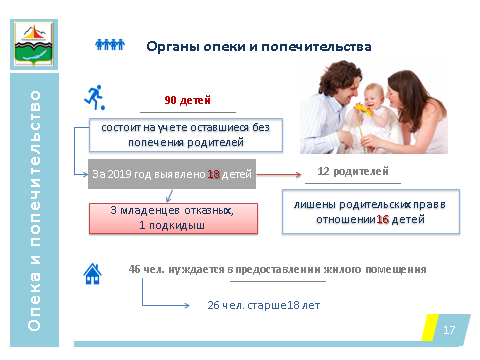 Органы опеки и попечительства
Опека и попечительство
90 детей
состоит на учете оставшиеся без
попечения родителей
За 2019 год выявлено 18 детей
12 родителей
3 младенцев отказных,
1 подкидыш
лишены родительских прав в
отношении 16 детей
46 чел. нуждается в предоставлении жилого помещения
26 чел. старше 18 лет
17